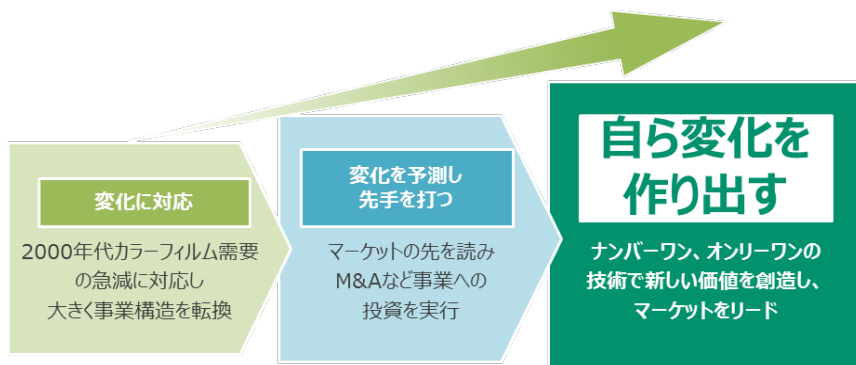 変化に対応
2000年代カラーフィルム需要
の急減に対応し
大きく事業構造を転換
変化を予測し
先手を打つ
マーケットの先を読み
M&Aなど事業への
投資を実行
自ら変化を
作り出す
ナンバーワン、オンリーワンの
技術で新しい価値を創造し、
マーケットをリード